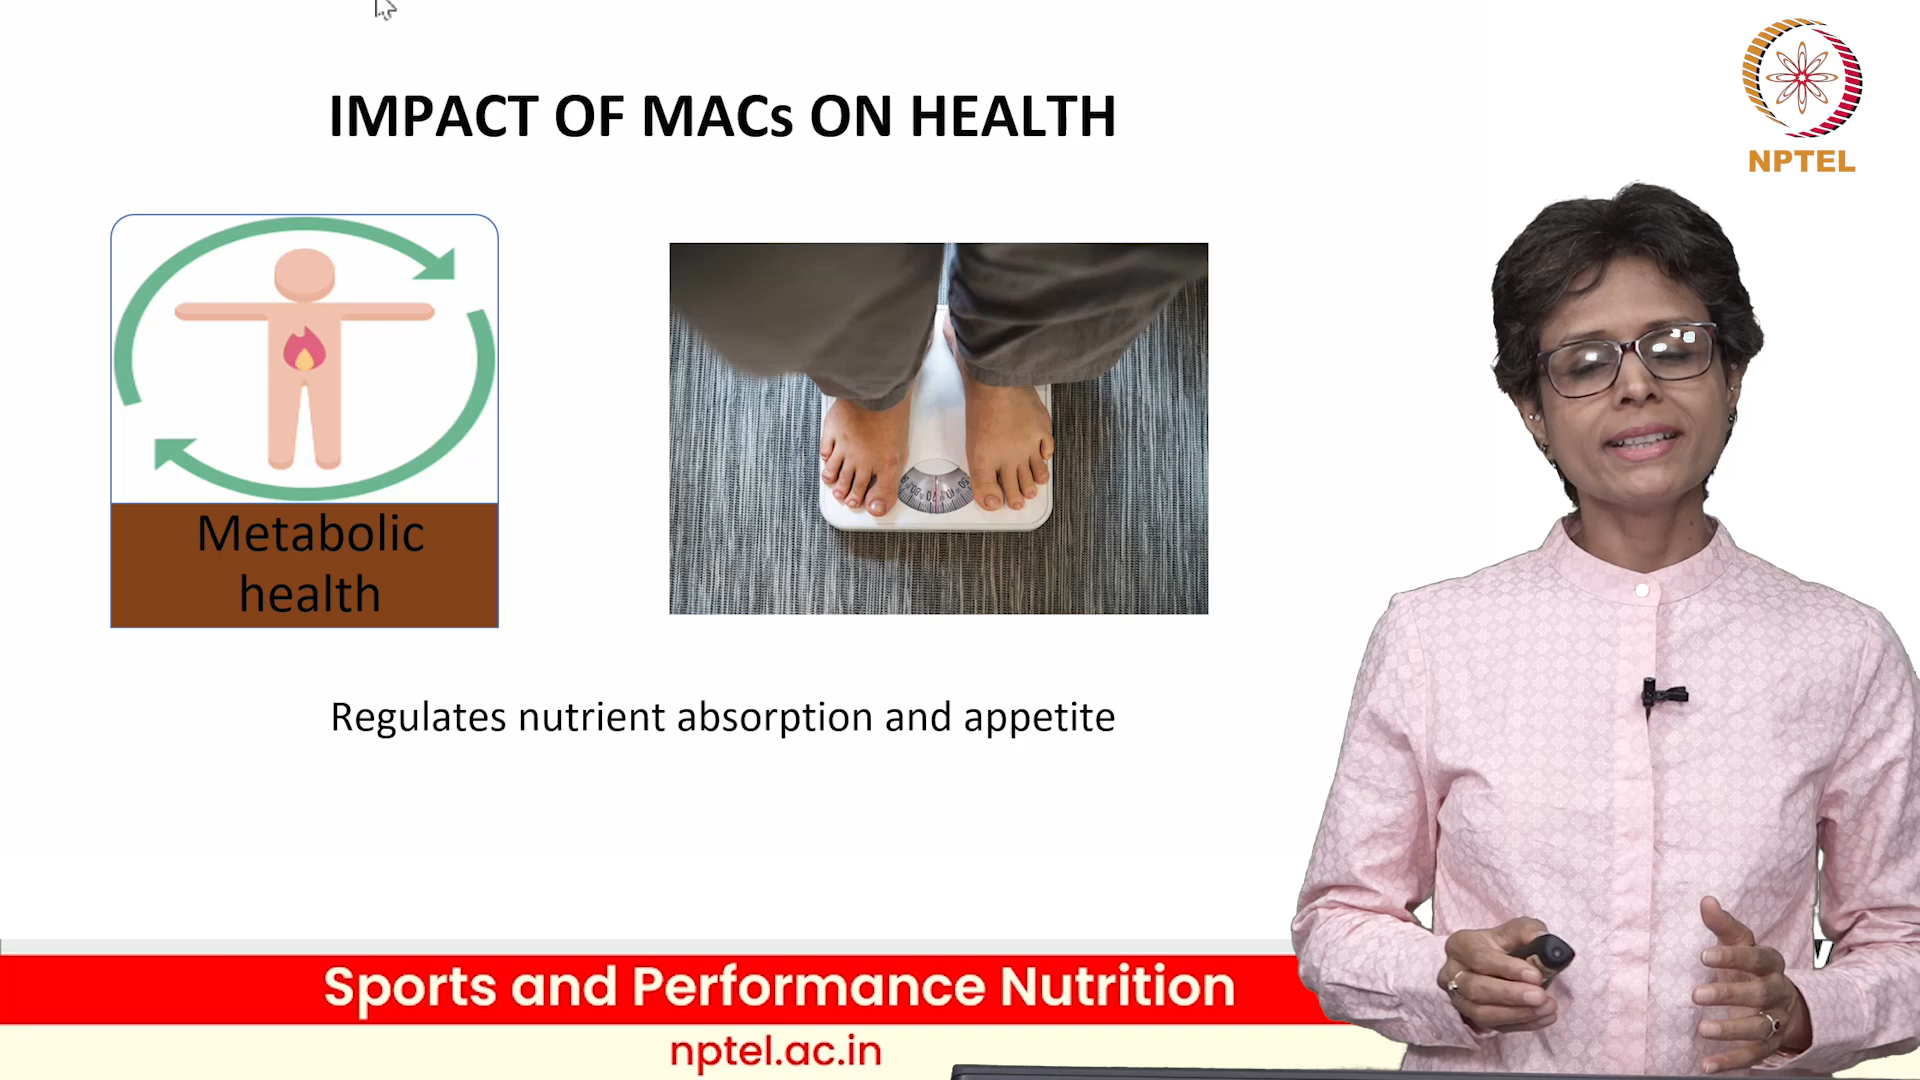 IMPACT OF MACs ON HEALTH
NPTEL
Metabolic
health
Regulates nutrient absorption and appetite
Sports and Performance Nutrition
nptel.ac.in